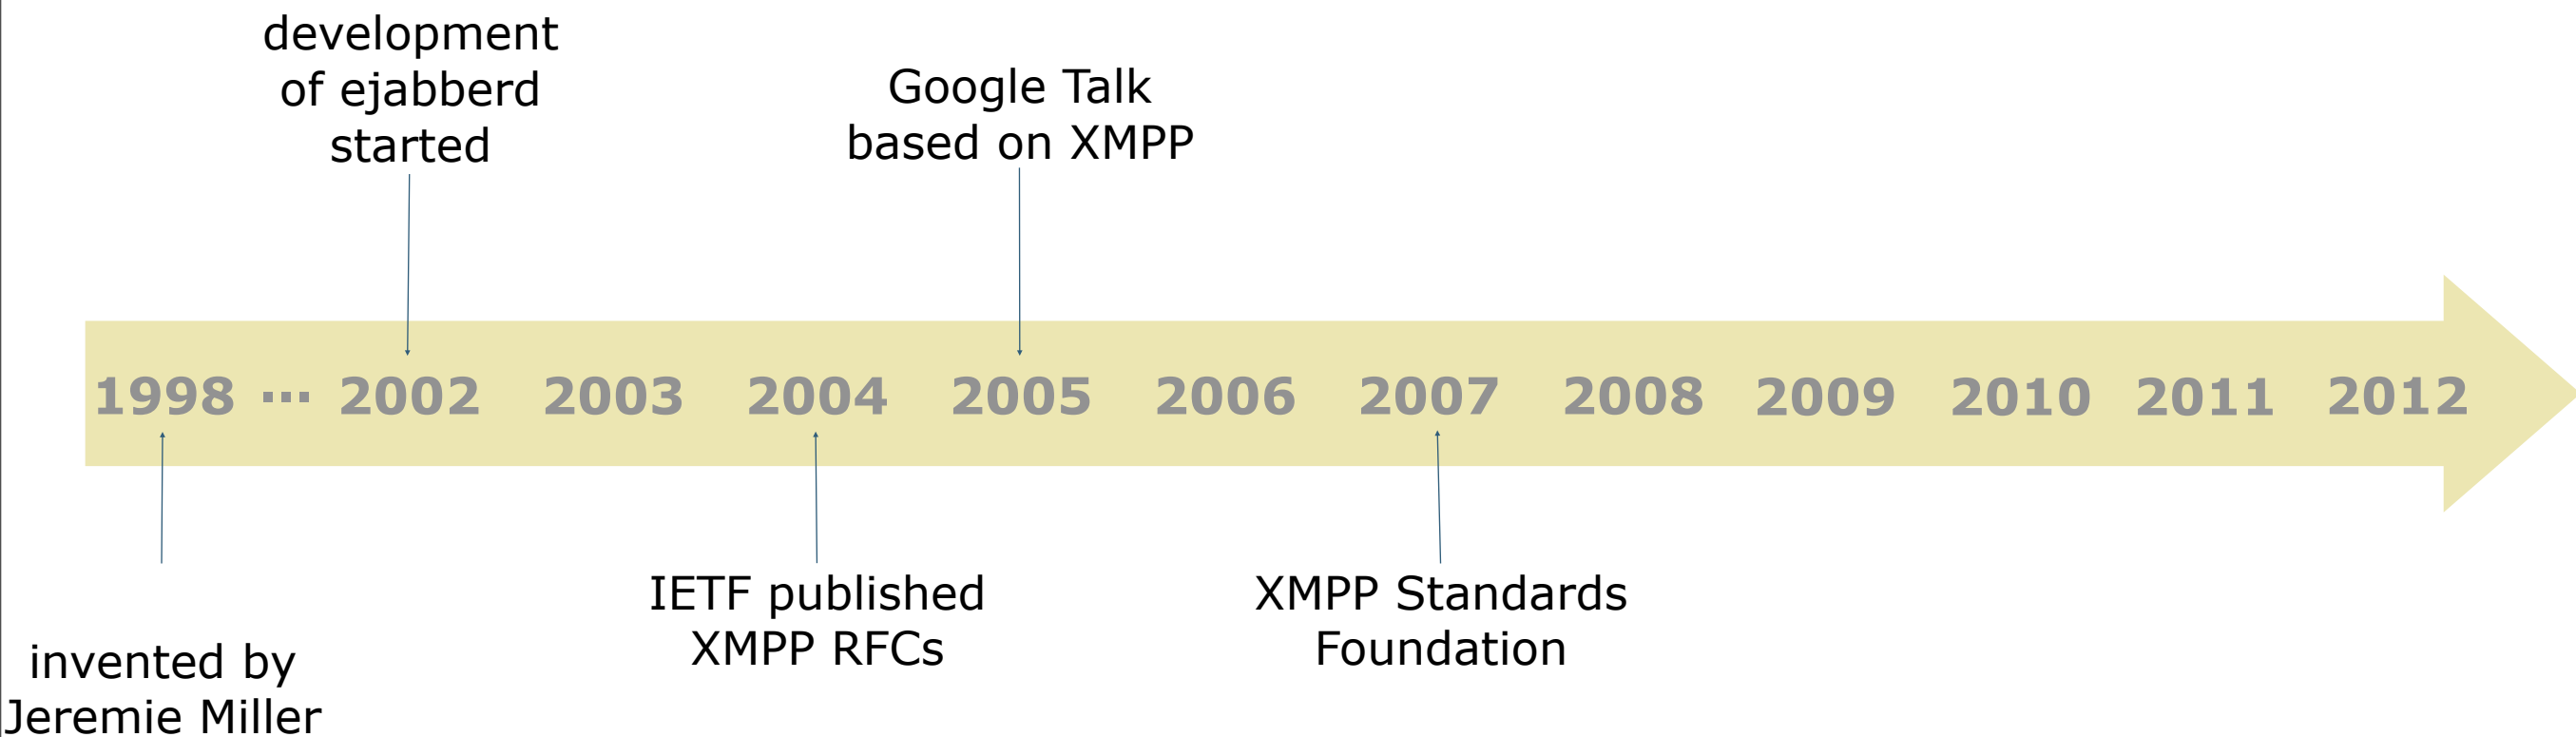 development
of ejabberd
started
Google Talk
based on XMPP
1998 ... 2002 2003 2004 2005 2006 2007 2008 2009 2010 2011 2012
IETF published
XMPP RFCs
XMPP Standards
Foundation
invented by
Jeremie Miller